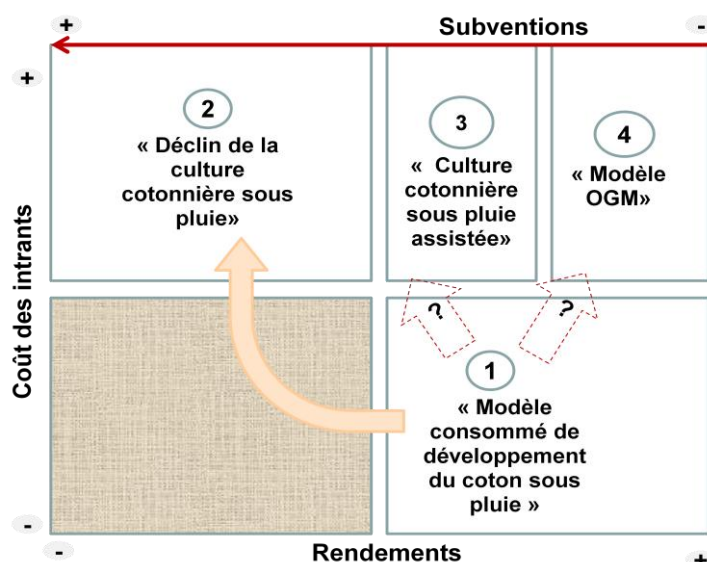 +
Subventions
-
+
2
« Déclin de la
culture
cotonnière sous
pluie»
3
« Culture
cotonnière
sous pluie
assistée»
4
« Modèle
OGM»
Coût des intrants
?
?
1
« Modèle
consommé de
développement
du coton sous
pluie »
-
-
Rendements
+